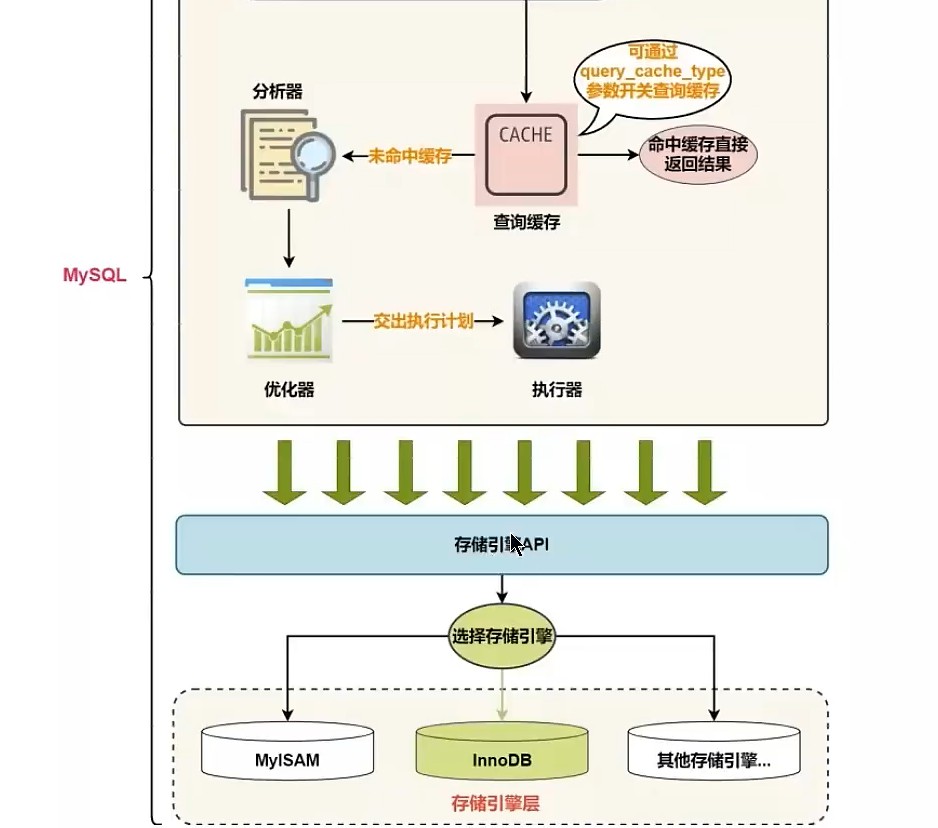 可通过
query_cache_type
参数开关查询缓存
分析器
CACHE
未命中缓存
命中缓存直接
返回结果
查询缓存
MySQL
交出执行计划
优化器
执行器
存储引擎API
选择存储引擎
MyISAM
InnoDB
其他存储引擎...
存储引擎层